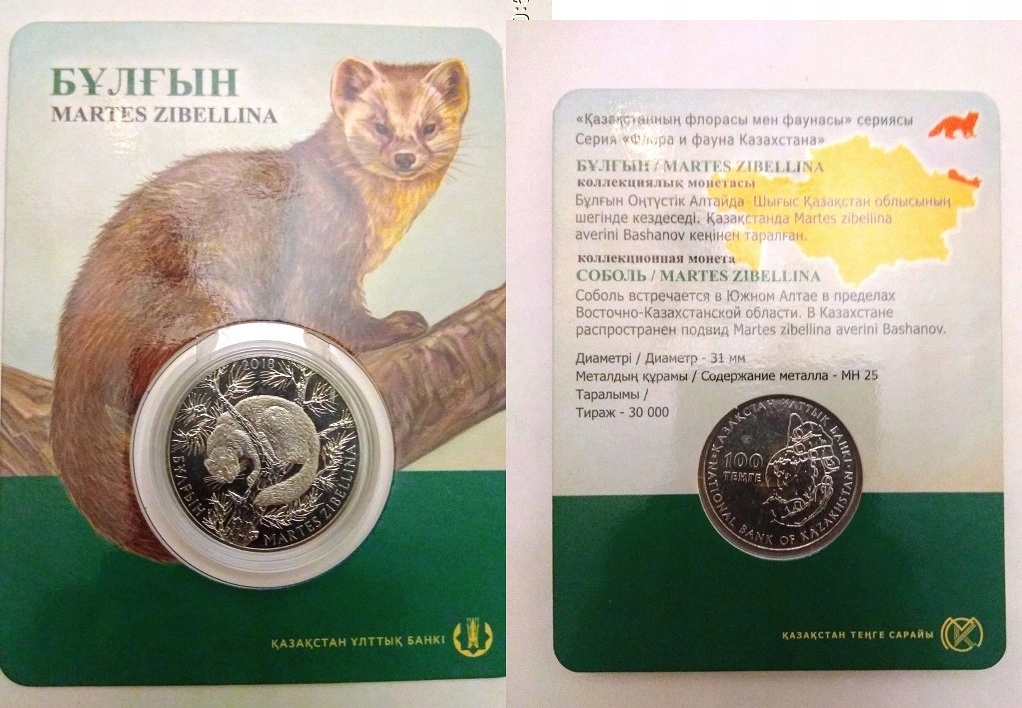 БҰЛҒЫН
MARTES ZIBELLINA
2018
БҰЛҒЫН
MARTES ZIBELLINA
ҚАЗАҚСТАН ҰЛТТЫҚ БАНКІ
«Қазақстанның флорасы мен фаунасы» сериясы
Серия «Флора и фауна Казахстана»
БҰЛҒЫН / MARTES ZIBELLINA
коллекциялық монетасы
Бұлғын Оңтүстік Алтайда Шығыс Қазақстан облысының
шегінде кездеседі. Қазақстанда Martes zibellina
averini Bashanov кеңінен таралған.
коллекционная монета
СОБОЛЬ / MARTES ZIBELLINA
Соболь встречается в Южном Алтае в пределах
Восточно-Казахстанской области. В Казахстане
распространен подвид Martes zibellina averini Bashanov.
Диаметрі / Диаметр - 31 мм
Металдың құрамы / Содержание металла - МН 25
Таралымы /
Тираж - 30 000
ҚАЗАҚСТАН ҰЛТТЫҚ БАНКІ
100
ТЕҢГЕ
NATIONAL BANK OF KAZAKHSTAN
ҚАЗАҚСТАН ТЕҢГЕ САРАЙЫ